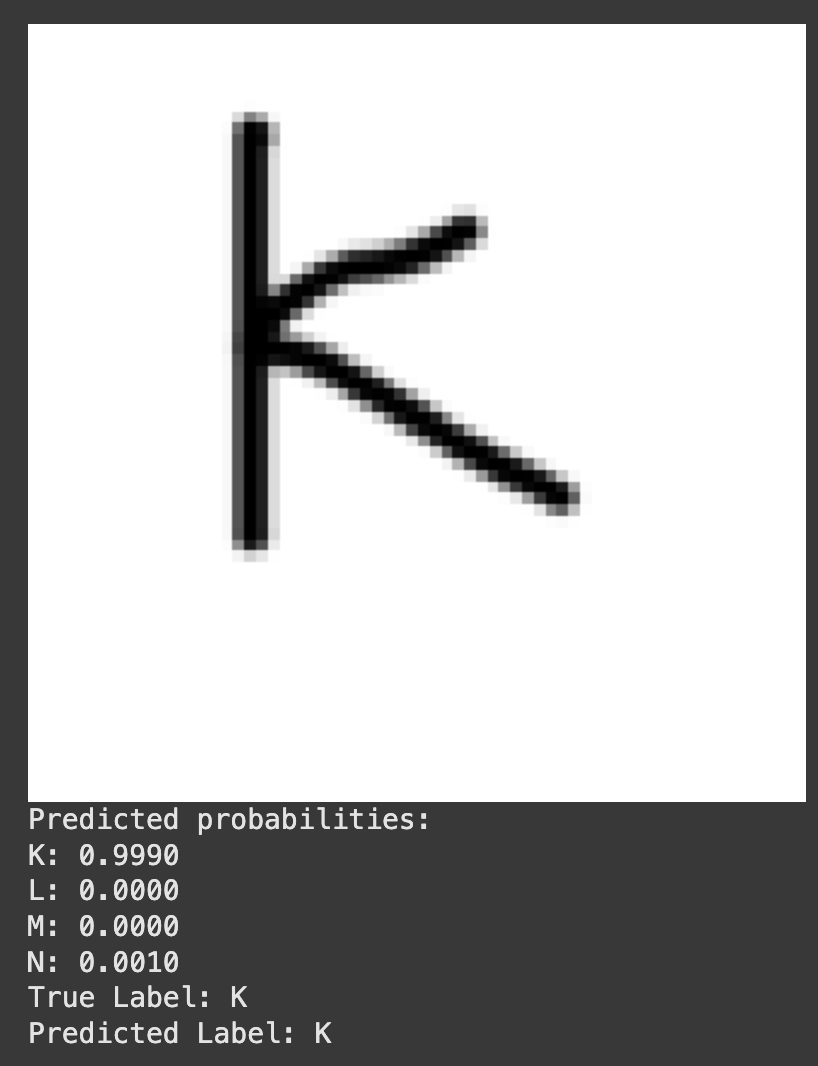 K
Predicted probabilities:
K: 0.9990
L: 0.0000
M: 0.0000
N: 0.0010
True Label: K
Predicted Label: K